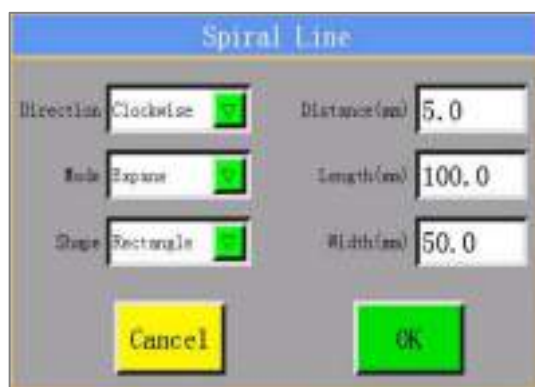 Spiral Line
Direction Clockwise Distance(mm) 5.0
Mode Expane Length(mm) 100.0
Shape Rectangle Width(mm) 50.0
Cancel OK